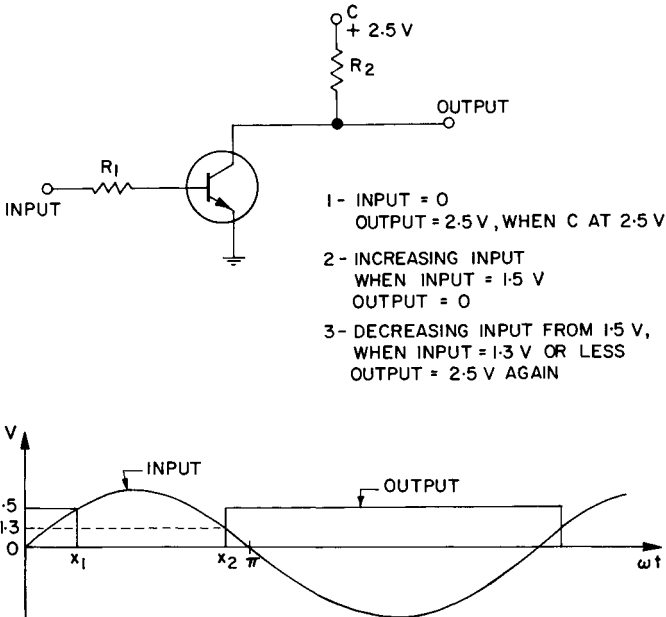 C
+ 2.5 V
R2
OUTPUT
R1
INPUT
1 - INPUT = 0
OUTPUT = 2.5 V, WHEN C AT 2.5 V
2 - INCREASING INPUT
WHEN INPUT = 1.5 V
OUTPUT = 0
3 - DECREASING INPUT FROM 1.5 V,
WHEN INPUT = 1.3 V OR LESS
OUTPUT = 2.5 V AGAIN
V
INPUT
OUTPUT
.5
1.3
0
x1
x2
π
ωt